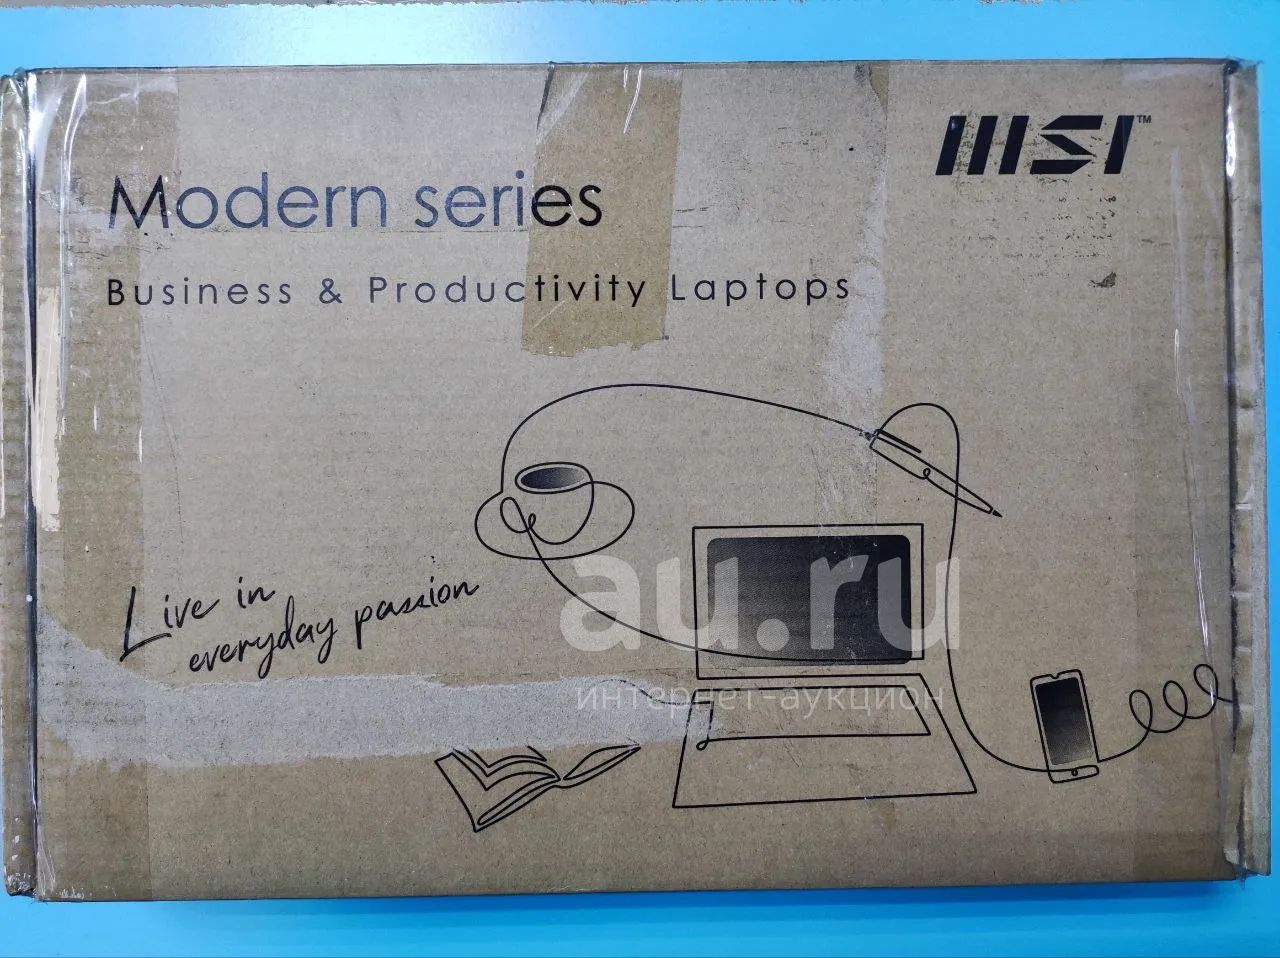 msi™
Modern series
Business & Productivity Laptops
Live in
everyday passion
au.ru
интернет-аукцион